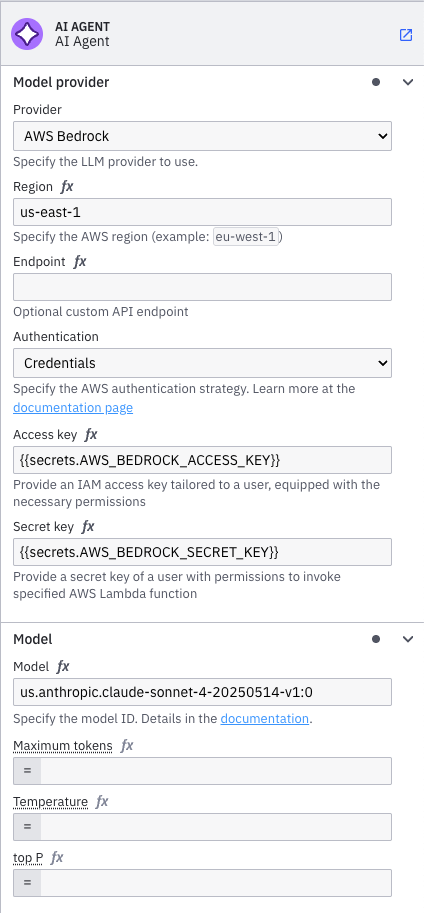 AI AGENT
AI Agent
Model provider
Provider
AWS Bedrock
Specify the LLM provider to use.
Region fx
us-east-1
Specify the AWS region (example: eu-west-1)
Endpoint fx
Optional custom API endpoint
Authentication
Credentials
Specify the AWS authentication strategy. Learn more at the
documentation page
Access key fx
{{secrets.AWS_BEDROCK_ACCESS_KEY}}
Provide an IAM access key tailored to a user, equipped with the
necessary permissions
Secret key fx
{{secrets.AWS_BEDROCK_SECRET_KEY}}
Provide a secret key of a user with permissions to invoke
specified AWS Lambda function
Model
Model fx
us.anthropic.claude-sonnet-4-20250514-v1:0
Specify the model ID. Details in the documentation.
Maximum tokens fx
=
Temperature fx
=
top P fx
=